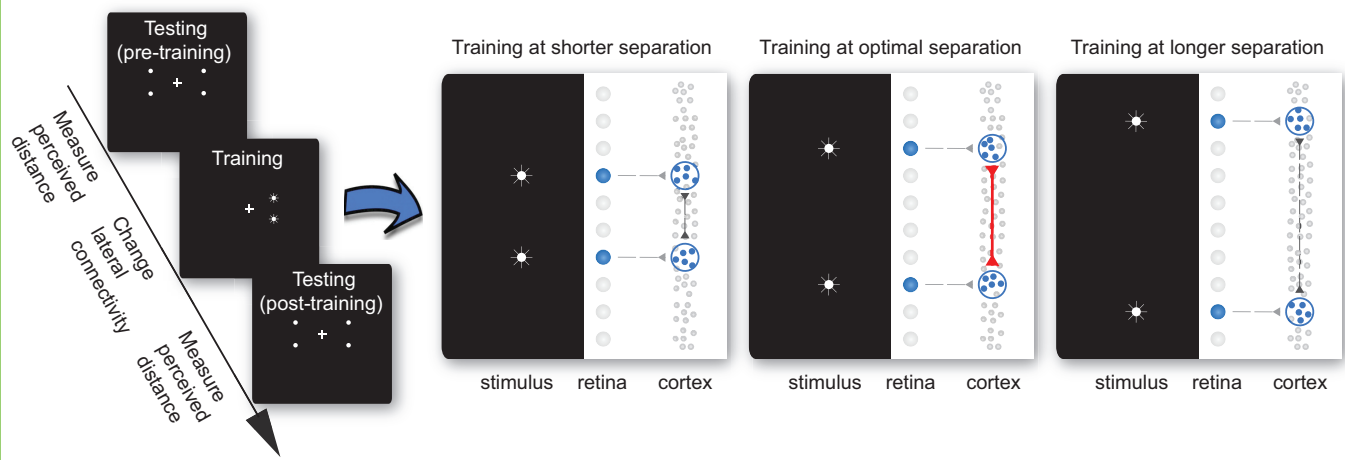 Testing
(pre-training)
Training
Testing
(post-training)
Measure
perceived
distance
Change
lateral
connectivity
Measure
perceived
distance
Training at shorter separation
stimulus retina cortex
Training at optimal separation
stimulus retina cortex
Training at longer separation
stimulus retina cortex